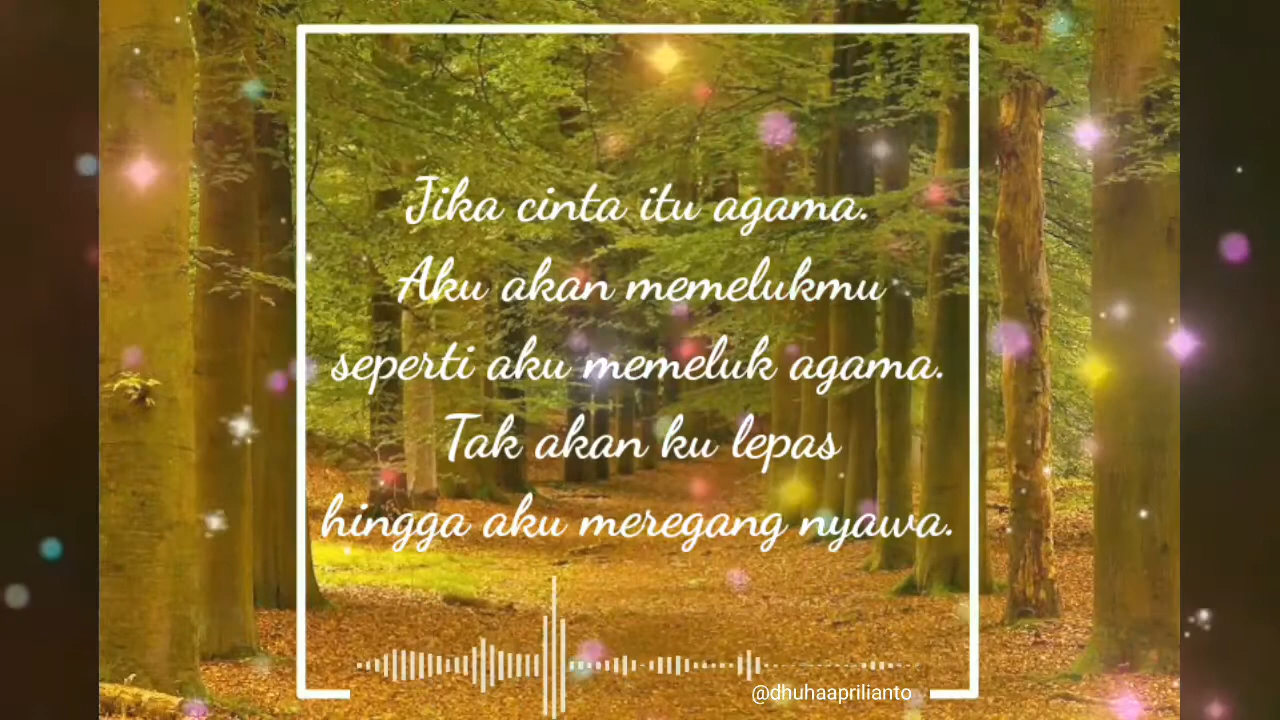 Jika cinta itu agama.
Aku akan memelukmu
seperti aku memeluk agama.
Tak akan ku lepas
hingga aku meregang nyawa.
@dhuhaaprilianto